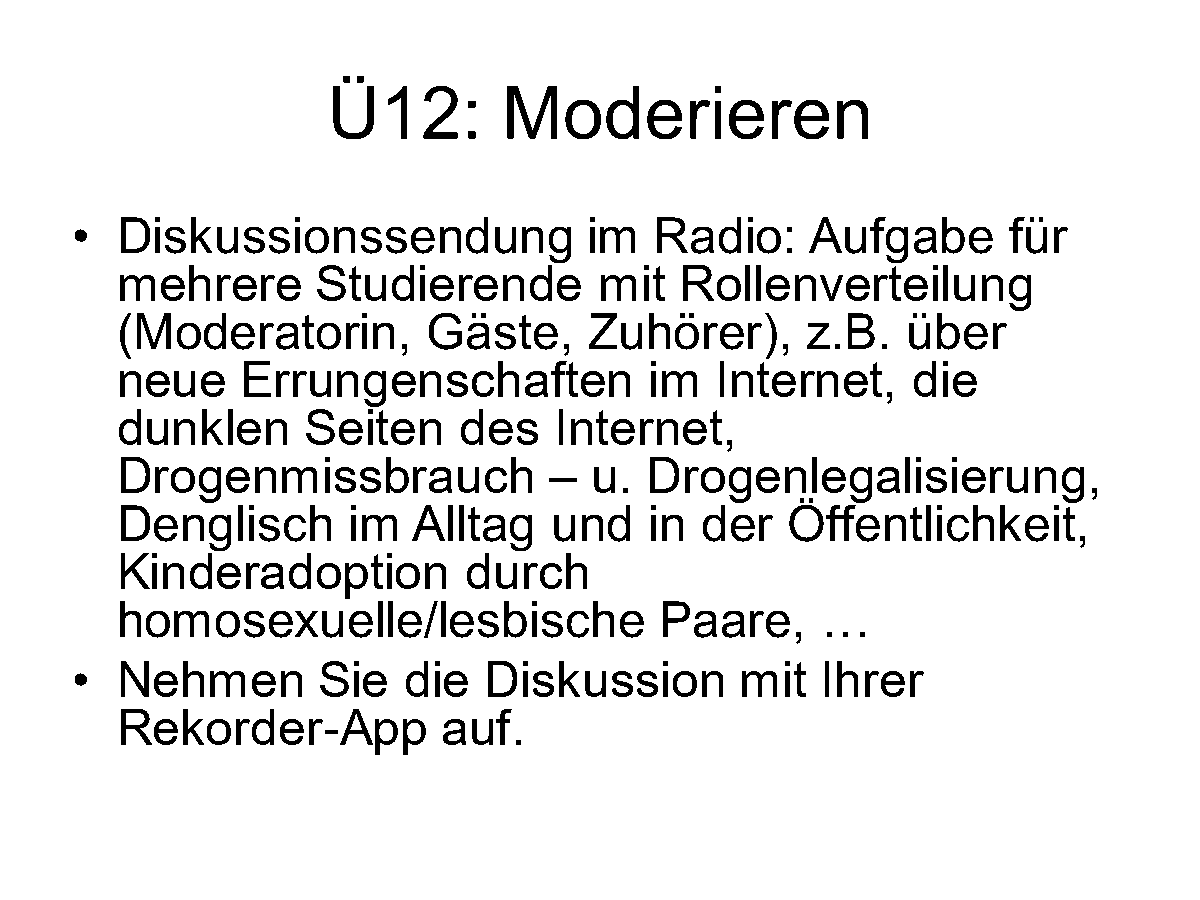 Ü12: Moderieren
• Diskussionssendung im Radio: Aufgabe für
mehrere Studierende mit Rollenverteilung
(Moderatorin, Gäste, Zuhörer), z.B. über
neue Errungenschaften im Internet, die
dunklen Seiten des Internet,
Drogenmissbrauch – u. Drogenlegalisierung,
Denglisch im Alltag und in der Öffentlichkeit,
Kinderadoption durch
homosexuelle/lesbische Paare, …
• Nehmen Sie die Diskussion mit Ihrer
Rekorder-App auf.